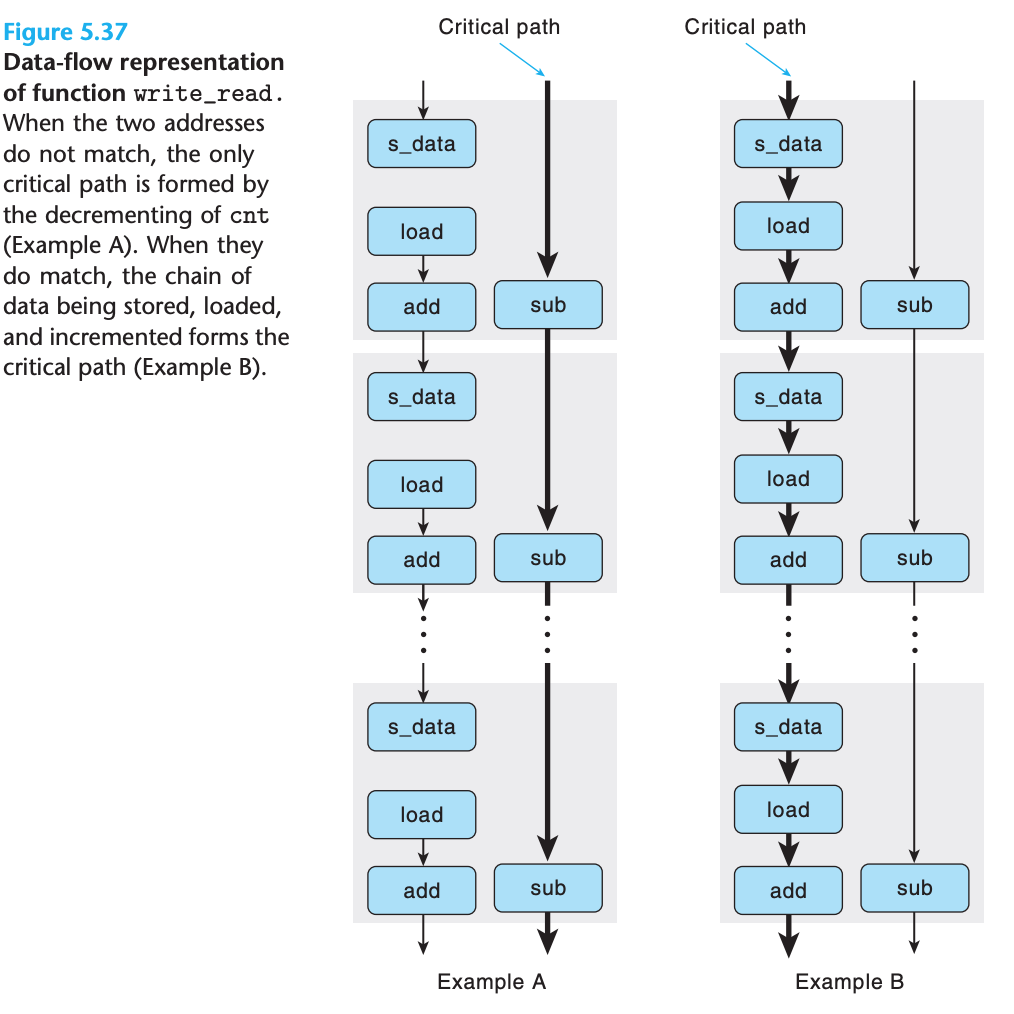 Figure 5.37
Data-flow representation
of function write_read.
When the two addresses
do not match, the only
critical path is formed by
the decrementing of cnt
(Example A). When they
do match, the chain of
data being stored, loaded,
and incremented forms the
critical path (Example B).
Critical path
s_data
load
add
sub
s_data
load
add
sub
s_data
load
add
sub
Example A
Critical path
s_data
load
add
sub
s_data
load
add
sub
s_data
load
add
sub
Example B